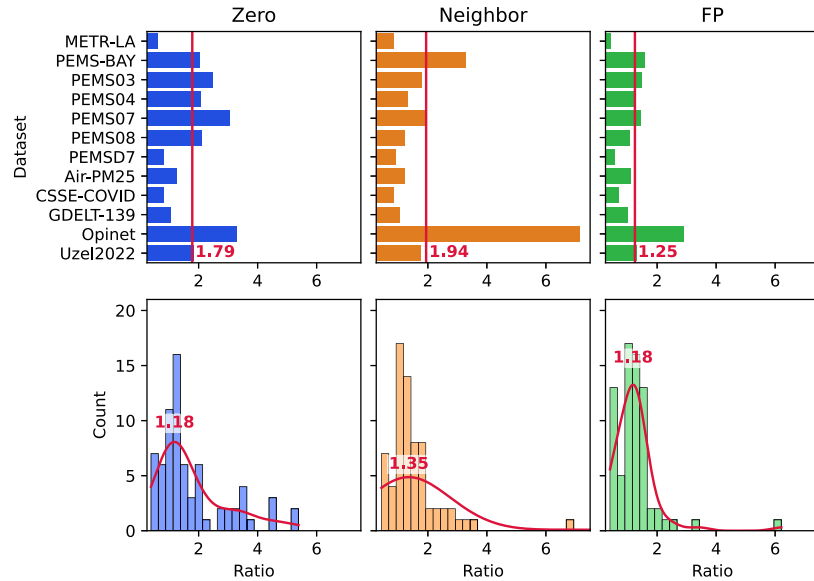 Zero Neighbor FP
Dataset
METR-LA
PEMS-BAY
PEMS03
PEMS04
PEMS07
PEMS08
PEMSD7
Air-PM25
CSSE-COVID
GDELT-139
Opinet
Uzel2022
1.79 1.94 1.25
2 4 6 2 4 6 2 4 6
Count
20
15
10
5
0
1.18 1.35 1.18
2 4 6 2 4 6 2 4 6
Ratio Ratio Ratio